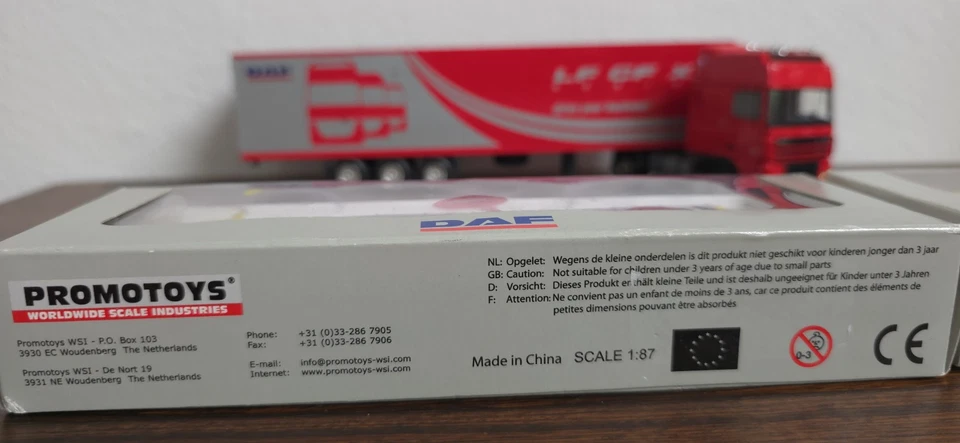 DAF
LF CF X
DAF
PROMOTOYS®
WORLDWIDE SCALE INDUSTRIES
Promotoys WSI - P.O. Box 103
3930 EC Woudenberg The Netherlands
Promotoys WSI - De Nort 19
3931 NE Woudenberg The Netherlands
Phone: +31 (0)33-286 7905
Fax: +31 (0)33-286 7906
E-mail: info@promotoys-wsi.com
Internet: www.promotoys-wsi.com
NL: Opgelet: Wegens de kleine onderdelen is dit produkt niet geschikt voor kinderen jonger dan 3 jaar
GB: Caution: Not suitable for children under 3 years of age due to small parts
D: Vorsicht: Dieses Produkt er :hält kleine Teile und ist deshalb ungeeignet für Kinder unter 3 Jahren
F: Attention: Ne convient pas un enfant de moins de 3 ans, car ce produit contient des éléments de
petites dimensions pouvant être absorbés
Made in China SCALE 1:87
0-3
CE